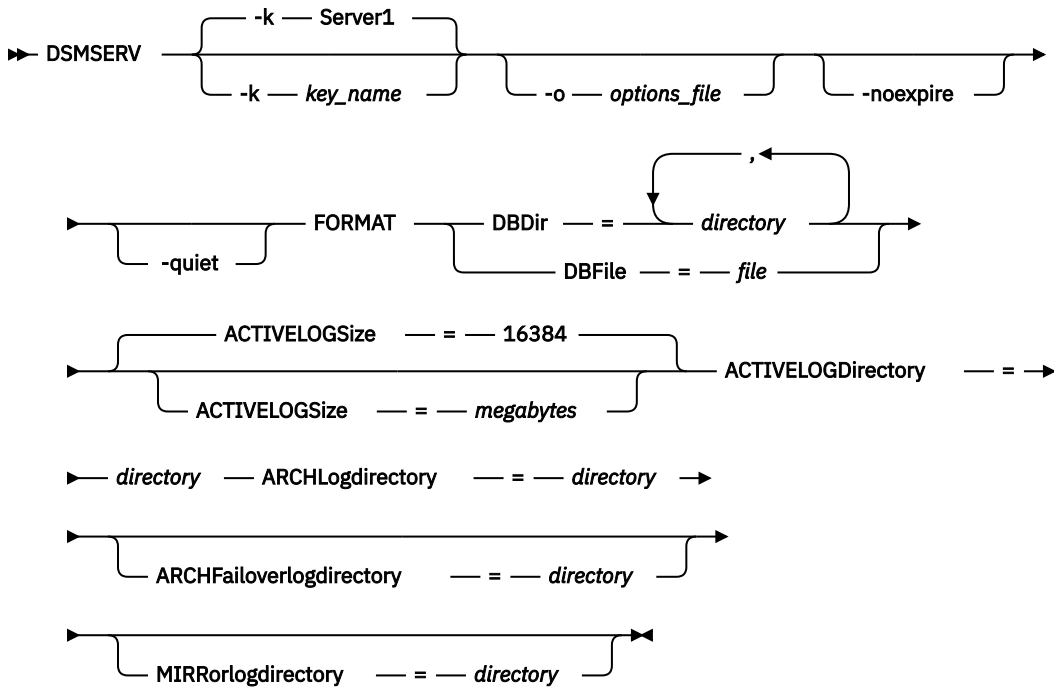 -k Server1
DSMSERV
-k key_name -o options_file -noexpire
,
FORMAT DBDir = directory
-quiet
DBFile = file
ACTIVELOGSize = 16384
ACTIVELOGDirectory =
ACTIVELOGSize = megabytes
directory ARCHLogdirectory = directory
ARCHFailoverlogdirectory = directory
MIRRorlogdirectory = directory